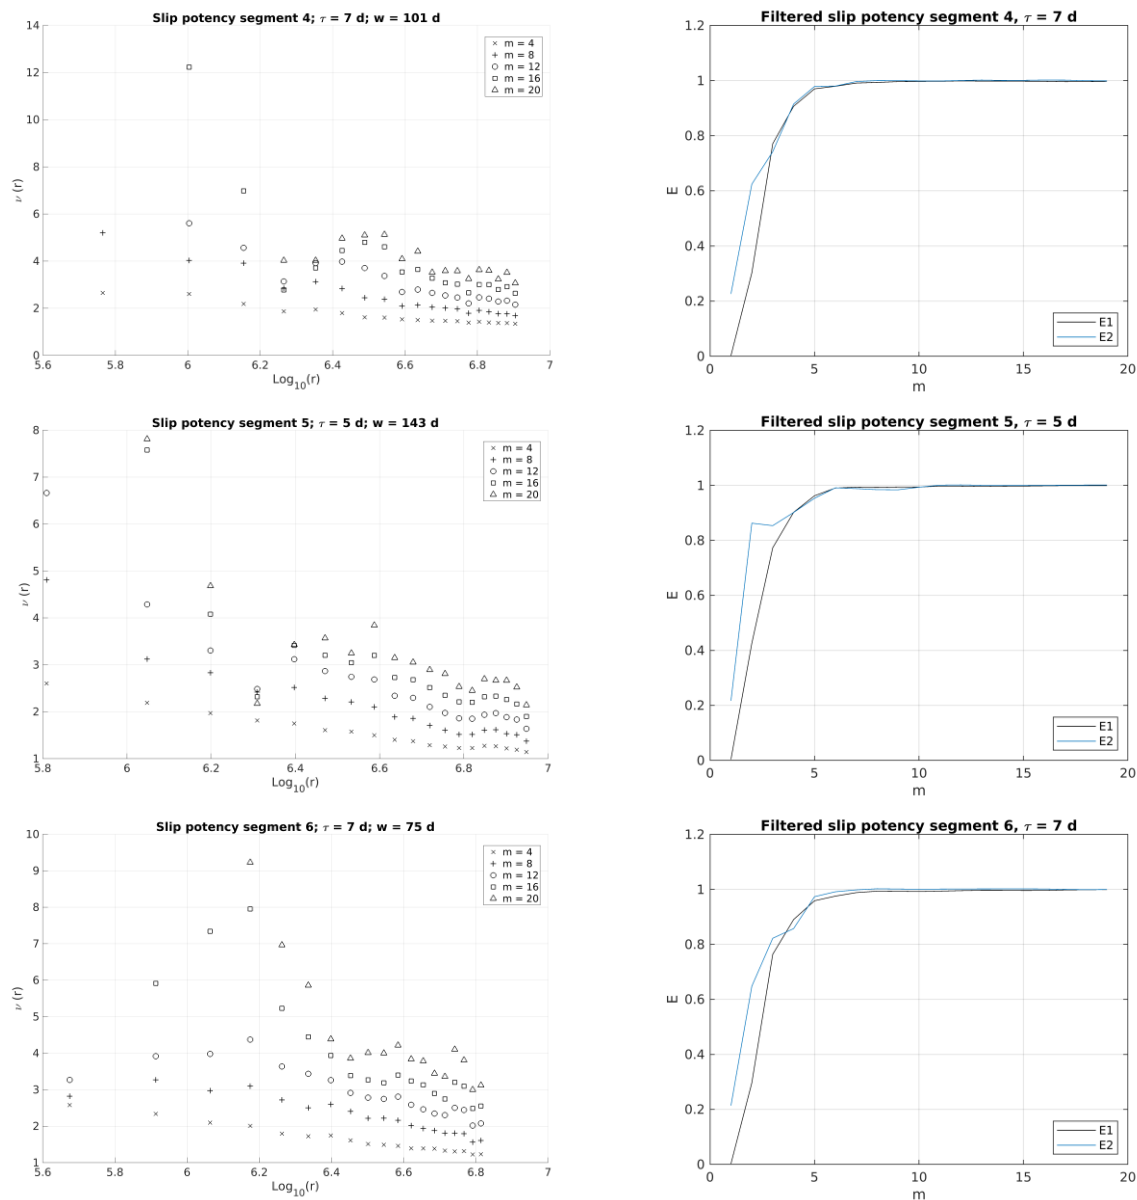 Slip potency segment 4; τ = 7 d; w = 101 d
14
12
10
8
6
4
2
0
ν (r)
5.6 5.8 6 6.2 6.4 6.6 6.8 7
Log10(r)
m = 4
m = 8
m = 12
m = 16
m = 20
Filtered slip potency segment 4, τ = 7 d
1.2
1
0.8
0.6
0.4
0.2
0
E
0 5 10 15 20
m
E1
E2
Slip potency segment 5; τ = 5 d; w = 143 d
8
7
6
5
4
3
2
1
ν (r)
5.8 6 6.2 6.4 6.6 6.8 7
Log10(r)
m = 4
m = 8
m = 12
m = 16
m = 20
Filtered slip potency segment 5, τ = 5 d
1.2
1
0.8
0.6
0.4
0.2
0
E
0 5 10 15 20
m
E1
E2
Slip potency segment 6; τ = 7 d; w = 75 d
10
9
8
7
6
5
4
3
2
1
ν (r)
5.6 5.8 6 6.2 6.4 6.6 6.8 7
Log10(r)
m = 4
m = 8
m = 12
m = 16
m = 20
Filtered slip potency segment 6, τ = 7 d
1.2
1
0.8
0.6
0.4
0.2
0
E
0 5 10 15 20
m
E1
E2